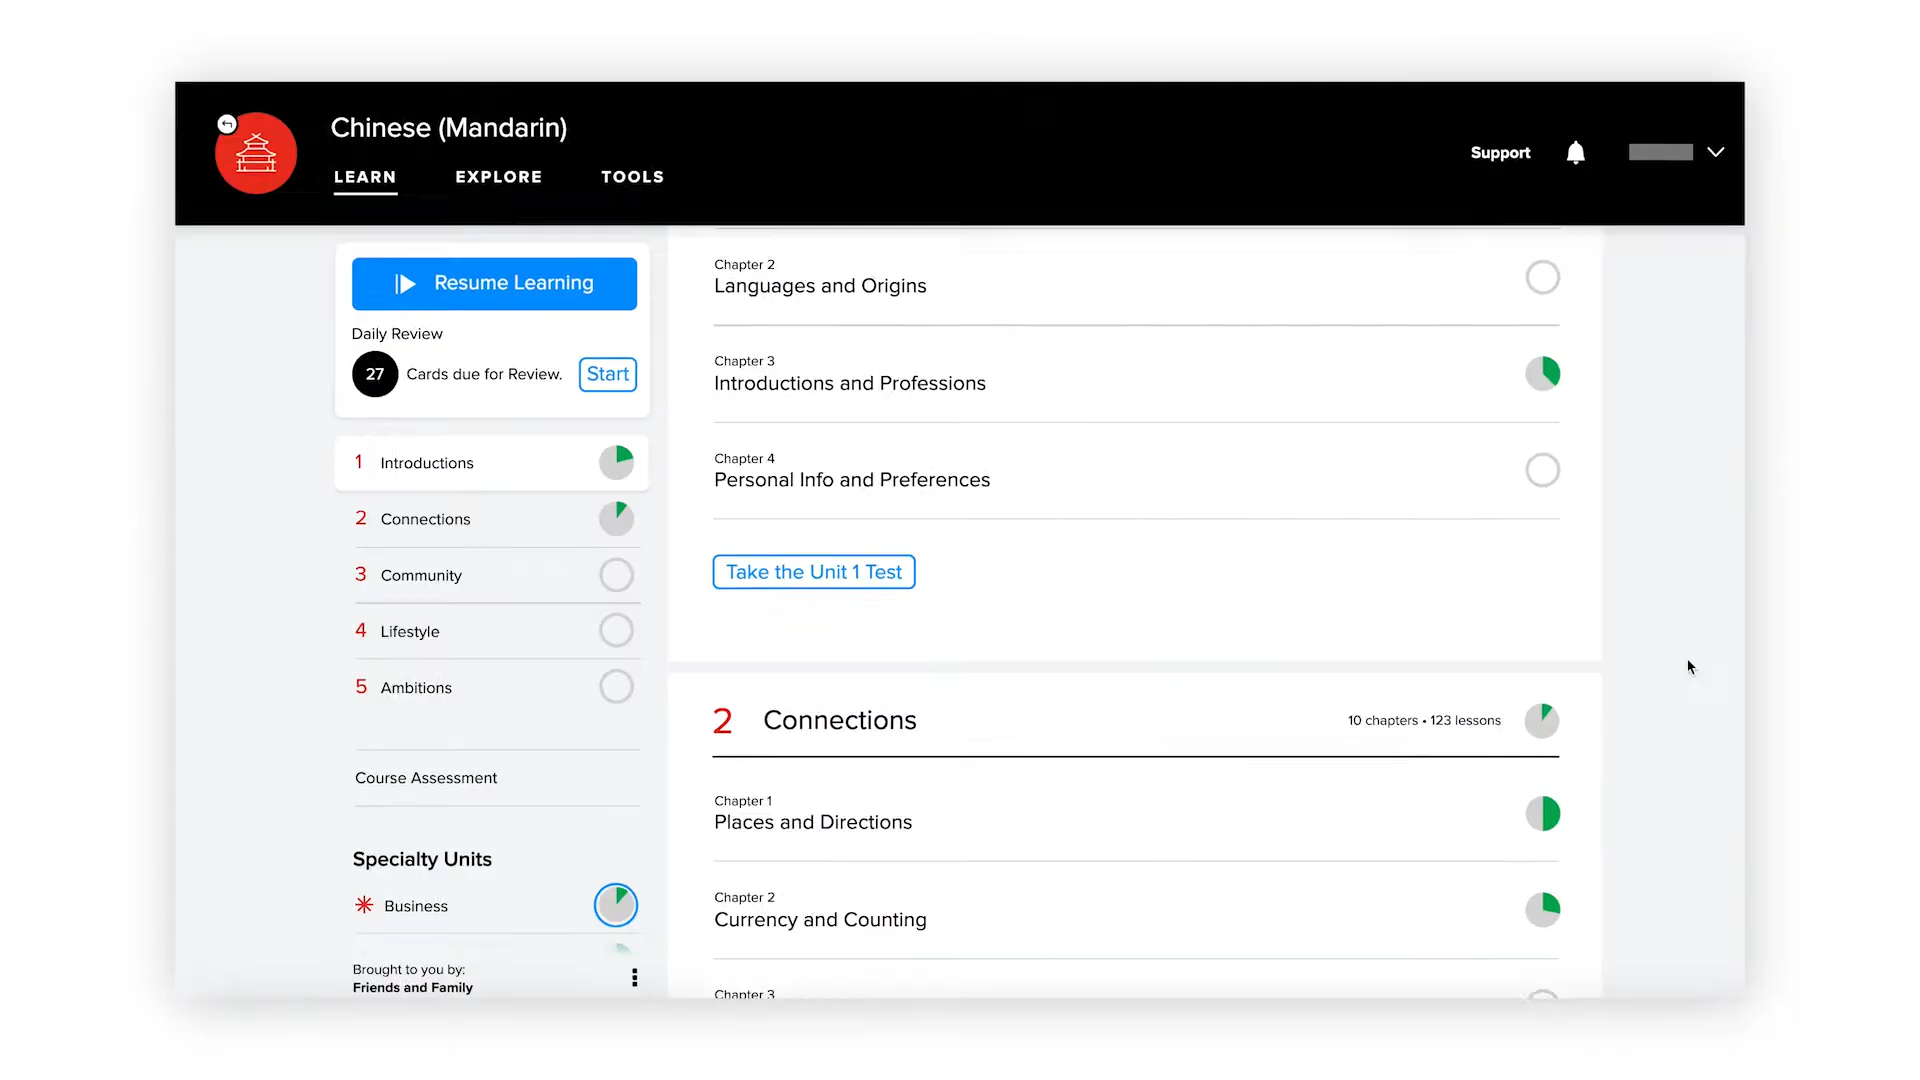 Chinese (Mandarin)
LEARN EXPLORE TOOLS
Support
Resume Learning
Daily Review
27 Cards due for Review. Start
1 Introductions
2 Connections
3 Community
4 Lifestyle
5 Ambitions
Course Assessment
Specialty Units
Business
Brought to you by:
Friends and Family
Chapter 2
Languages and Origins
Chapter 3
Introductions and Professions
Chapter 4
Personal Info and Preferences
Take the Unit 1 Test
2 Connections 10 chapters • 123 lessons
Chapter 1
Places and Directions
Chapter 2
Currency and Counting
Chapter 3